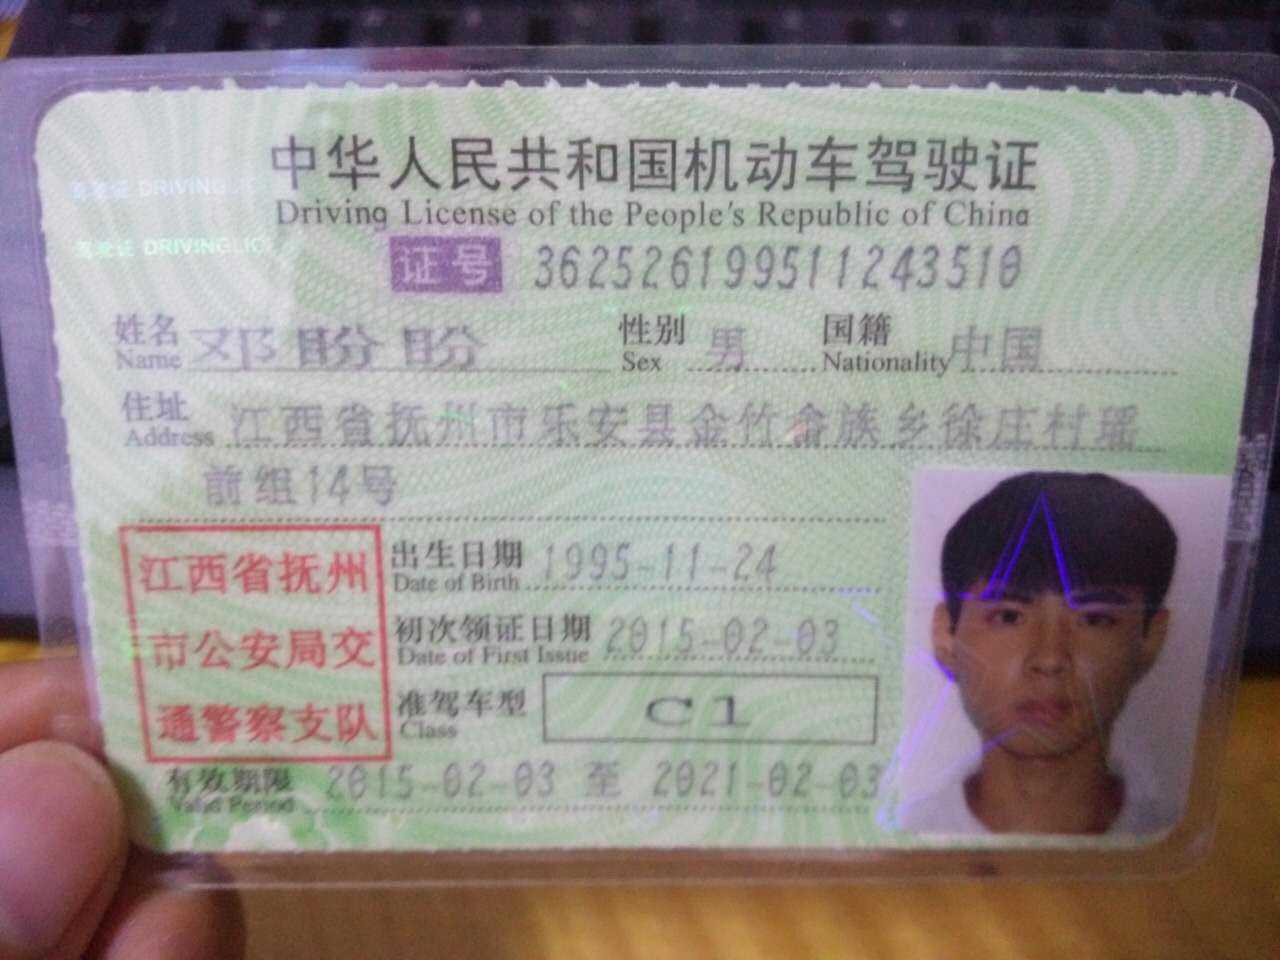 中华人民共和国机动车驾驶证
Driving License of the People's Republic of China
证号 362526199511243510
姓名 邓盼盼 性别 男 国籍 中国
Name Sex Nationality
住址 江西省抚州市乐安县金竹畲族乡徐庄村瑶
Address
前组14号
江西省抚州
市公安局交
通警察支队
出生日期 1995-11-24
Date of Birth
初次领证日期 2015-02-03
Date of First Issue
准驾车型 C1
Class
有效期限 2015-02-03 至 2021-02-03
Valid Period
驾驶证 DRIVING LIC
驾驶证 DRIVING LIC